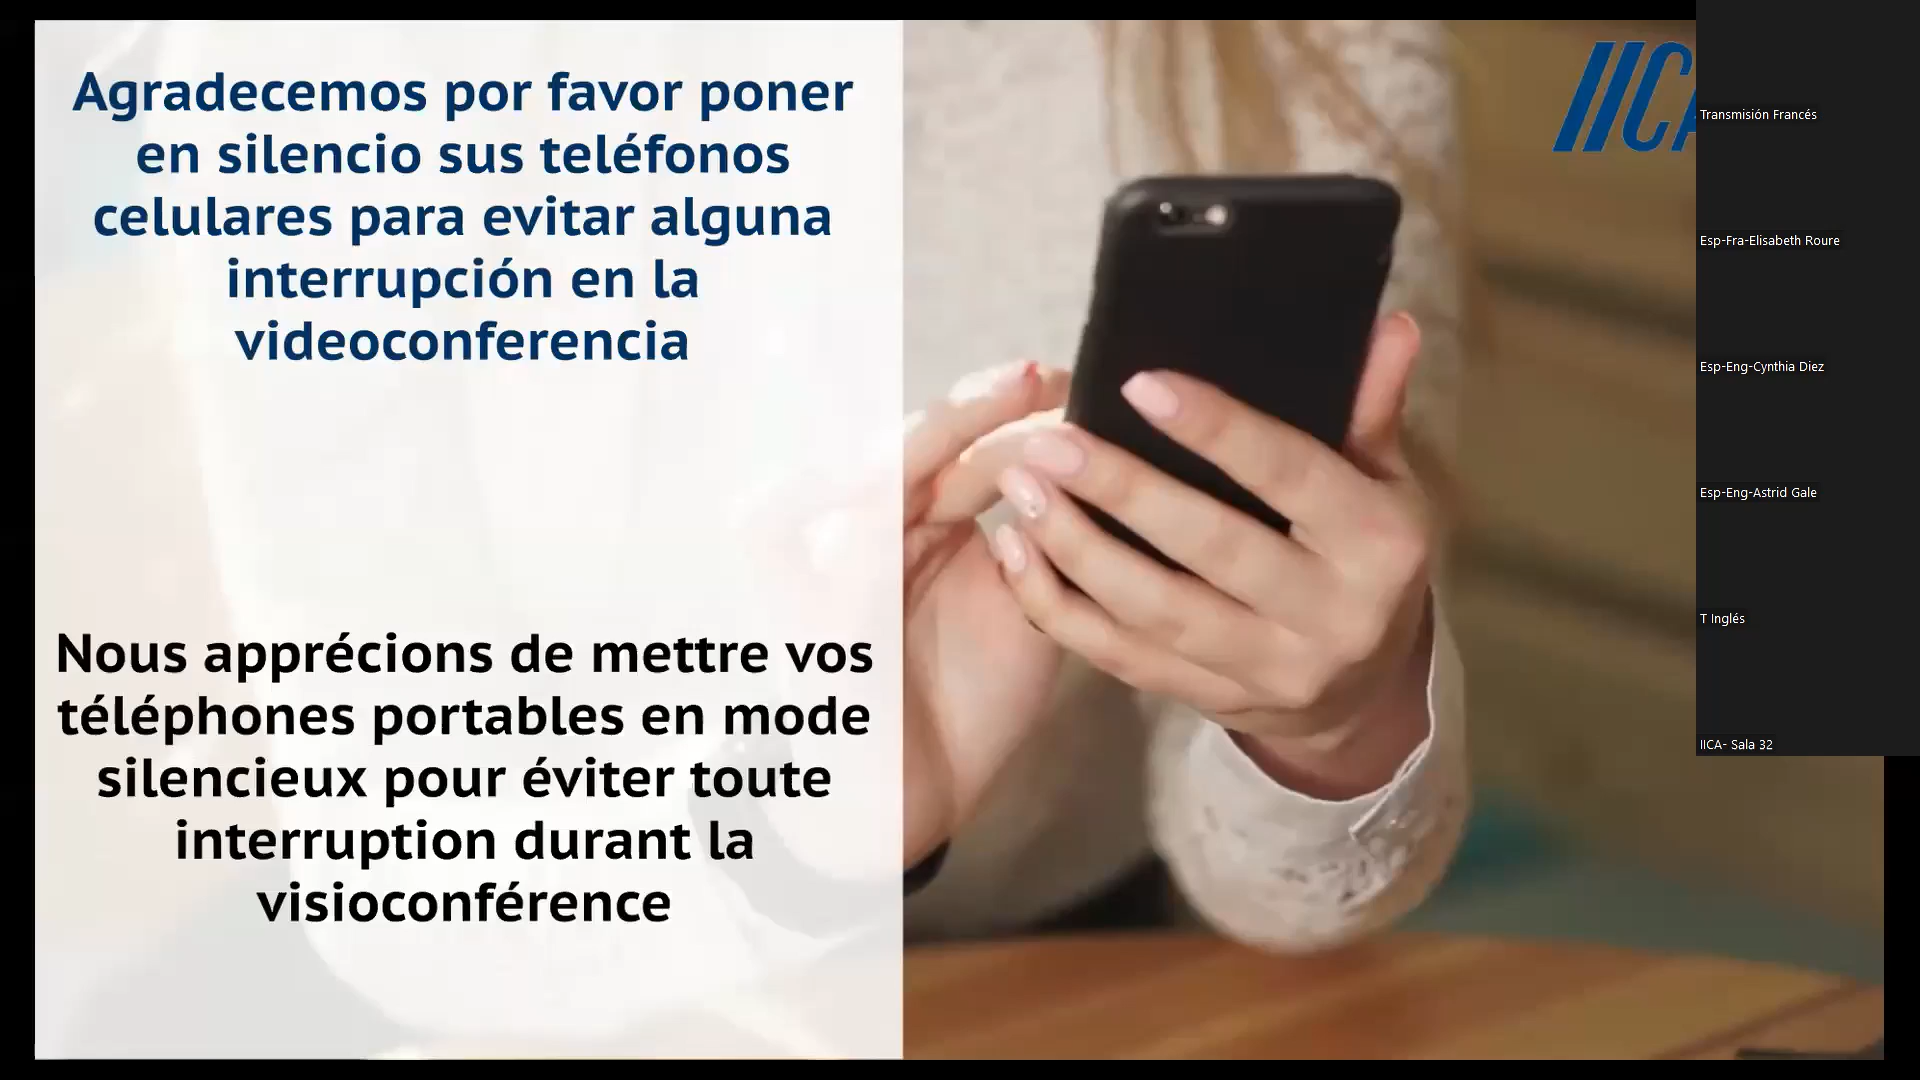 Agradecemos por favor poner
en silencio sus teléfonos
celulares para evitar alguna
interrupción en la
videoconferencia
Nous apprécions de mettre vos
téléphones portables en mode
silencieux pour éviter toute
interruption durant la
visioconférence
IICA
Transmisión Francés
Esp-Fra-Elisabeth Roure
Esp-Eng-Cynthia Diez
Esp-Eng-Astrid Gale
T Inglés
IICA- Sala 32